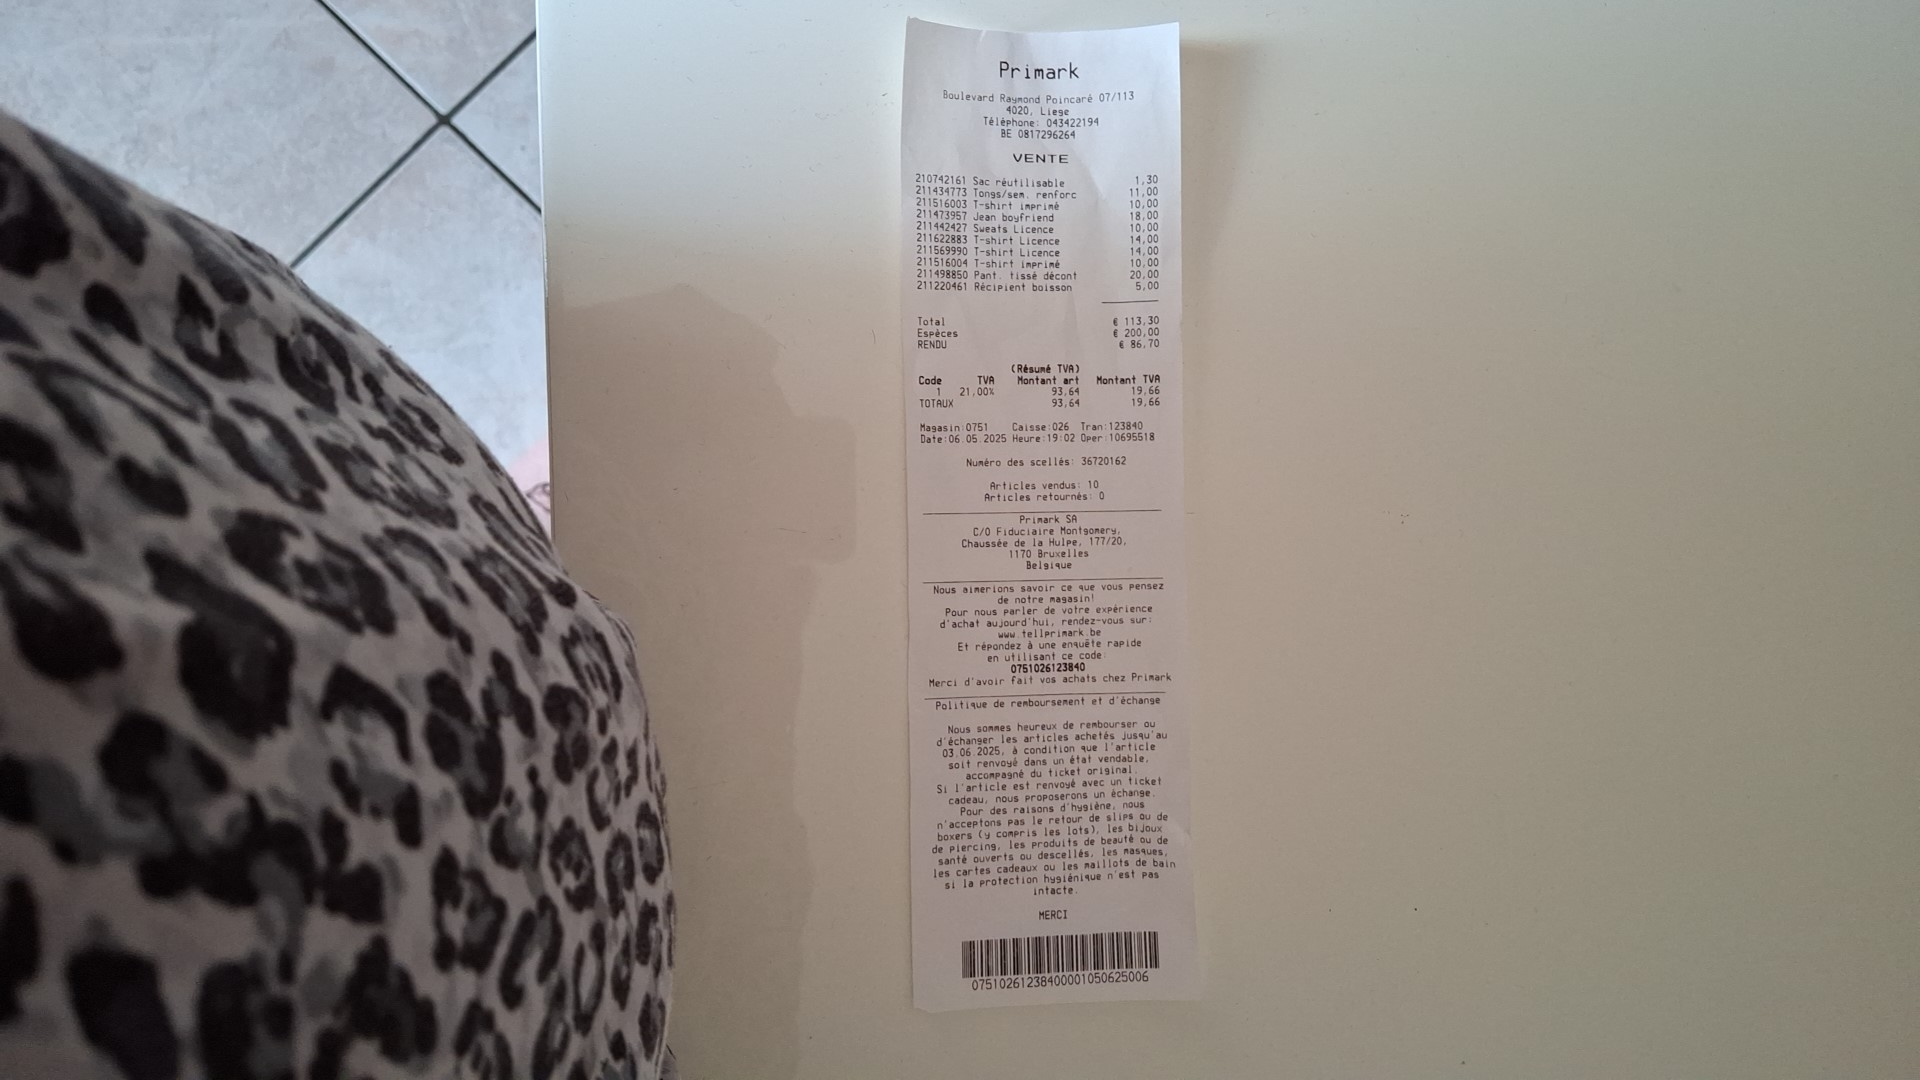 Primark
Boulevard Raymond Poincaré 07/113
4020, Liege
Téléphone: 043422194
BE 0817296264
VENTE
210742161 Sac réutilisable 1,30
211434773 Tongs/sem. renforc 11,00
211516003 T-shirt imprimé 10,00
211473957 Jean boyfriend 18,00
211442427 Sweats Licence 10,00
211622883 T-shirt Licence 14,00
211569990 T-shirt Licence 14,00
211516004 T-shirt imprimé 10,00
211498850 Pant. tissé décont 20,00
211220461 Récipient boisson 5,00
Total € 113,30
Espèces € 200,00
RENDU € 86,70
(Résumé TVA)
Code TVA Montant art Montant TVA
1 21,00% 93,64 19,66
TOTAUX 93,64 19,66
Magasin:0751 Caisse:026 Tran:123840
Date:06.05.2025 Heure:19:02 Oper:10695518
Numéro des scellés: 36720162
Articles vendus: 10
Articles retournés: 0
Primark SA
C/O Fiduciaire Montgomery,
Chaussée de la Hulpe, 177/20,
1170 Bruxelles
Belgique
Nous aimerions savoir ce que vous pensez
de notre magasin!
Pour nous parler de votre expérience
d'achat aujourd'hui, rendez-vous sur:
www.tellprimark.be
Et répondez à une enquête rapide
en utilisant ce code:
0751026123840
Merci d'avoir fait vos achats chez Primark
Politique de remboursement et d'échange
Nous sommes heureux de rembourser ou
d'échanger les articles achetés jusqu'au
03.06.2025, à condition que l'article
soit renvoyé dans un état vendable,
accompagné du ticket original.
Si l'article est renvoyé avec un ticket
cadeau, nous proposerons un échange.
Pour des raisons d'hygiène, nous
n'acceptons pas le retour de slips ou de
boxers (y compris les lots), les bijoux
de piercing, les produits de beauté ou de
santé ouverts ou descellés, les masques,
les cartes cadeaux ou les maillots de bain
si la protection hygiénique n'est pas
intacte.
MERCI
07510261238400001050625006